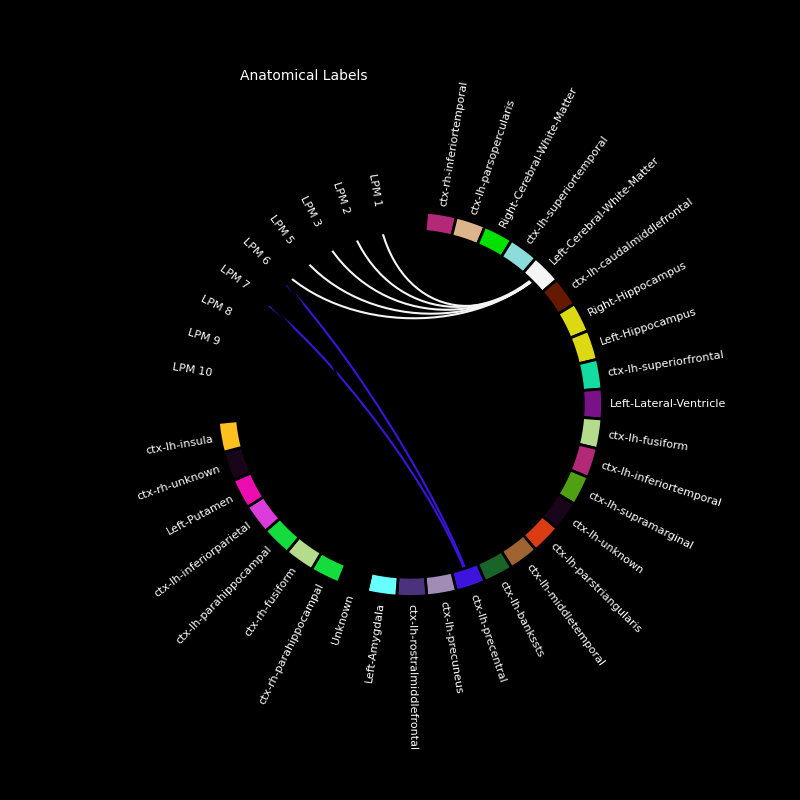 Anatomical Labels
ctx-rh-inferiortemporal
ctx-lh-parsopercularis
Right-Cerebral-White-Matter
ctx-lh-superiortemporal
Left-Cerebral-White-Matter
ctx-lh-caudalmiddlefrontal
Right-Hippocampus
Left-Hippocampus
ctx-lh-superiorfrontal
Left-Lateral-Ventricle
ctx-lh-fusiform
ctx-lh-inferiortemporal
ctx-lh-supramarginal
ctx-lh-unknown
ctx-lh-parstriangularis
ctx-lh-middletemporal
ctx-lh-bankssts
ctx-lh-precentral
ctx-lh-precuneus
ctx-lh-rostralmiddlefrontal
Left-Amygdala
Unknown
ctx-rh-parahippocampal
ctx-rh-fusiform
ctx-lh-parahippocampal
ctx-lh-inferiorparietal
Left-Putamen
ctx-rh-unknown
ctx-lh-insula
LPM 10
LPM 9
LPM 8
LPM 7
LPM 6
LPM 5
LPM 3
LPM 2
LPM 1